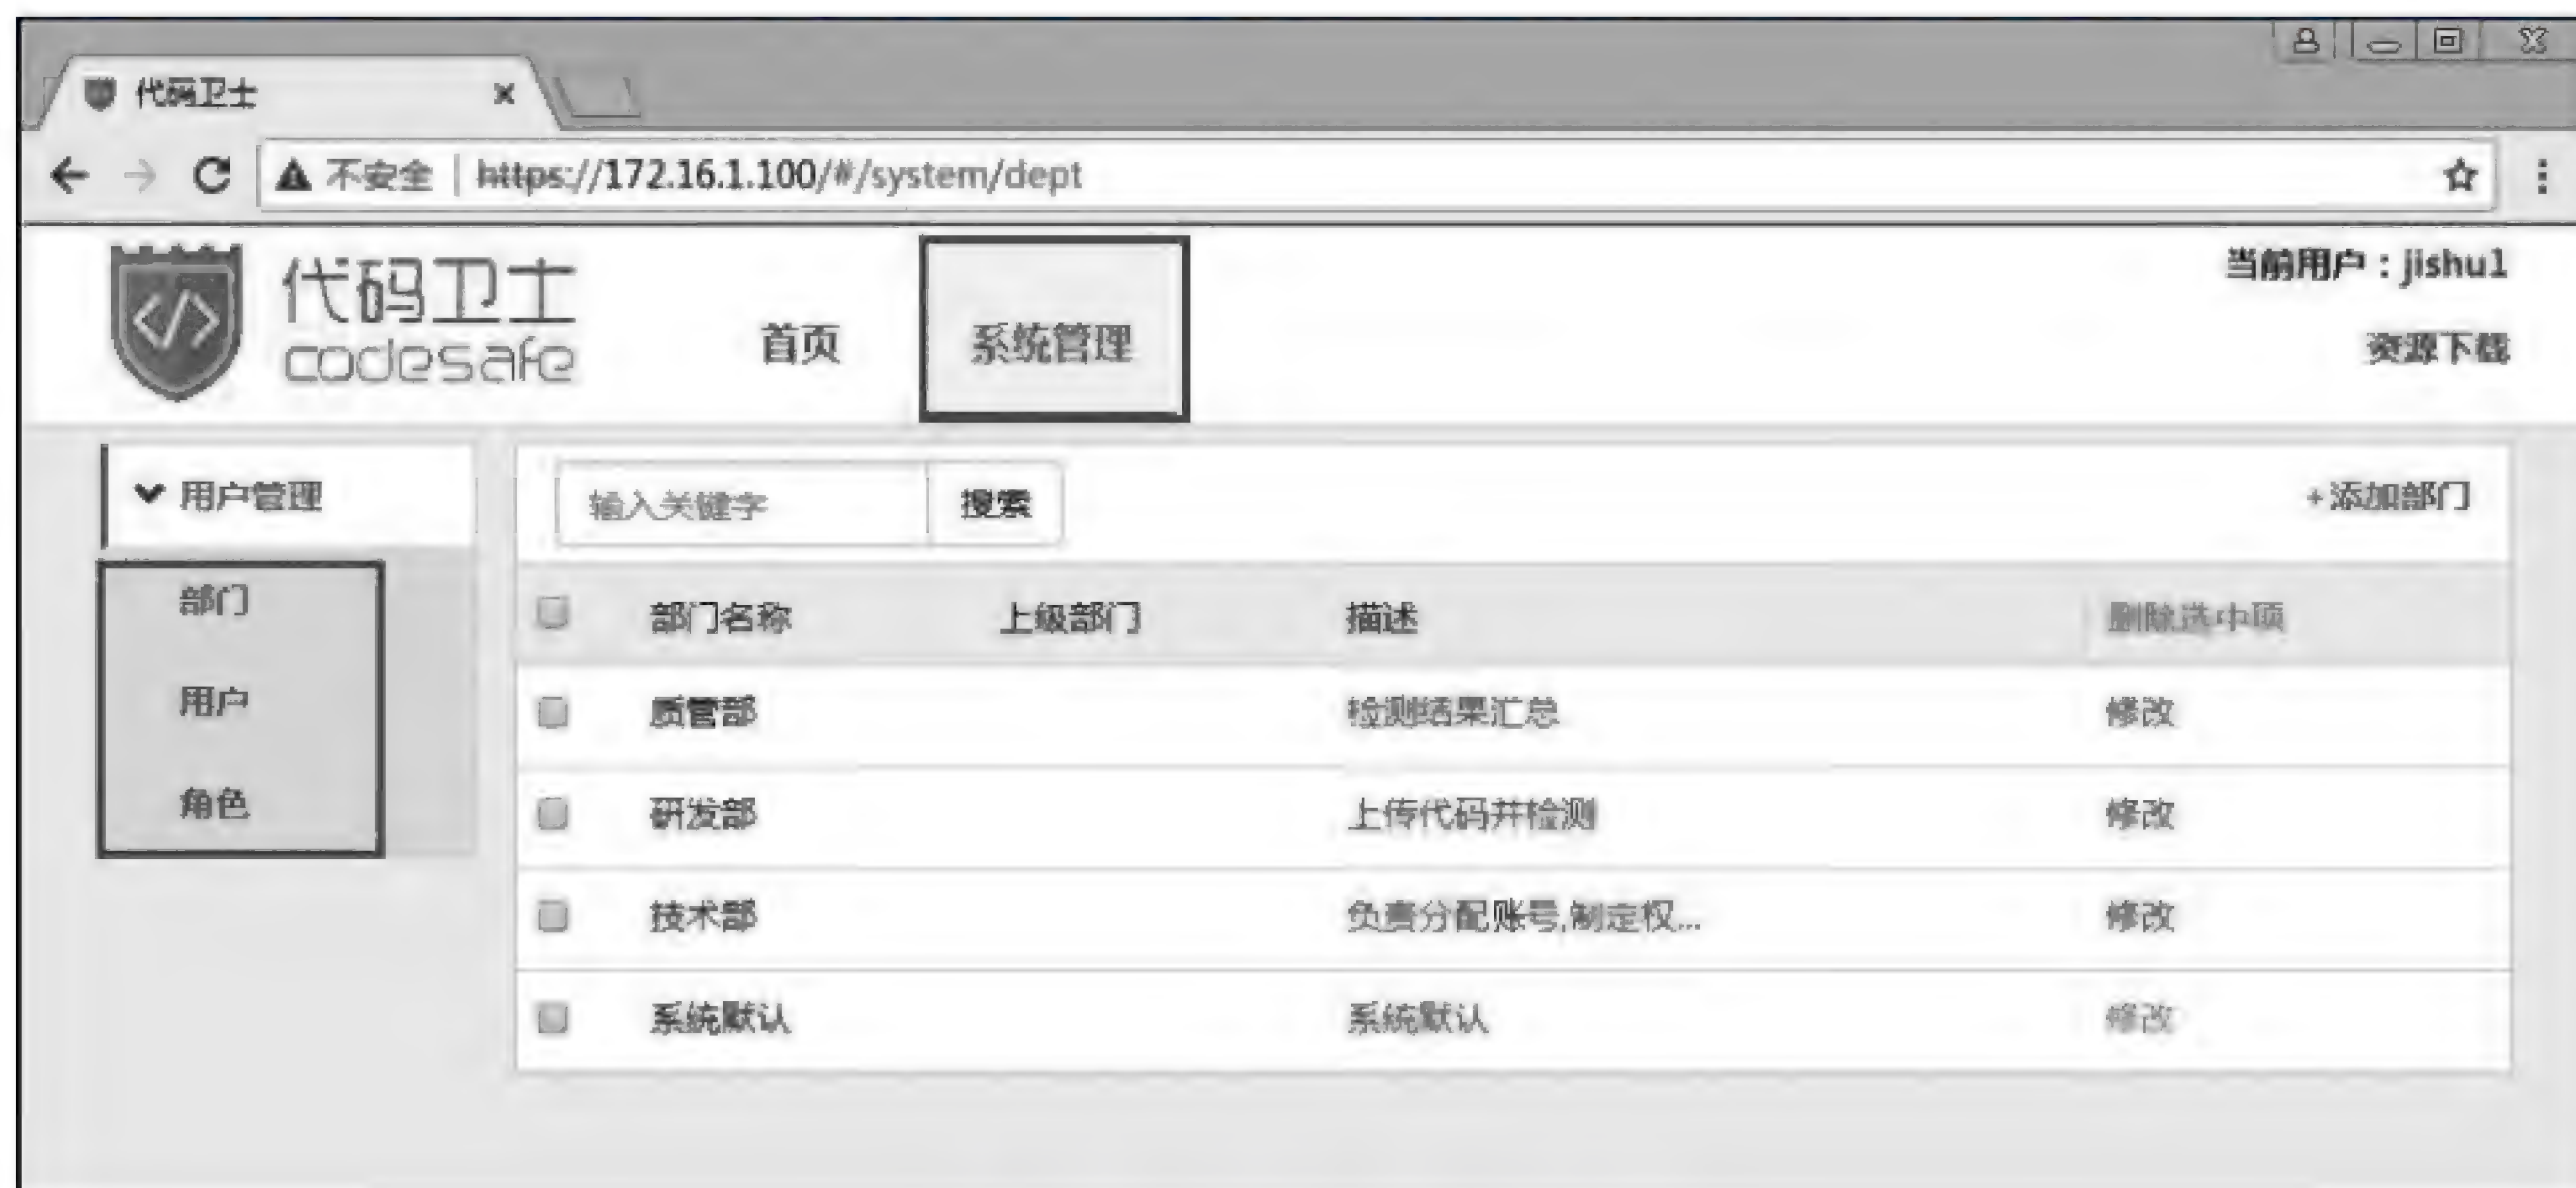 代码卫士
不安全 | https://172.16.1.100/#/system/dept
代码卫士
codesafe
首页
系统管理
当前用户：jishu1
资源下载
用户管理
部门
用户
角色
输入关键字 搜索 +添加部门
部门名称 上级部门 描述 删除选中项
质管部 检测结果汇总 修改
研发部 上传代码并检测 修改
技术部 负责分配账号,制定权... 修改
系统默认 系统默认 修改